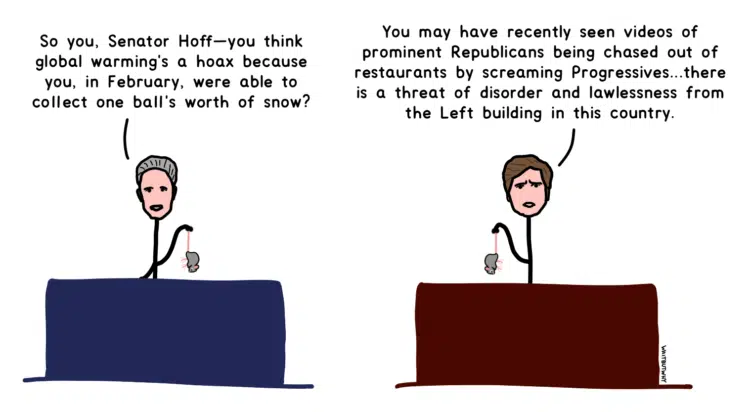 So you, Senator Hoff—you think
global warming's a hoax because
you, in February, were able to
collect one ball's worth of snow?
You may have recently seen videos of
prominent Republicans being chased out of
restaurants by screaming Progressives...there
is a threat of disorder and lawlessness from
the Left building in this country.
WAITBUTWHY